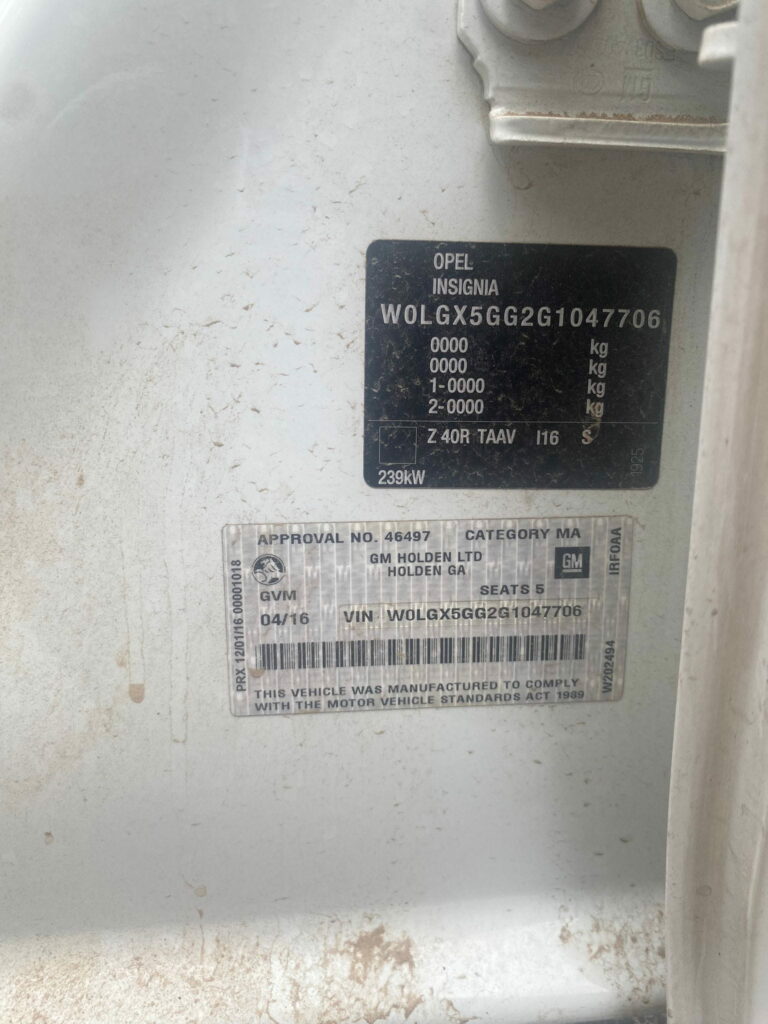 OPEL
INSIGNIA
W0LGX5GG2G1047706
0000 kg
0000 kg
1-0000 kg
2-0000 kg
Z 40R TAAV I16 S
239kW
1925
APPROVAL NO. 46497 CATEGORY MA
GM HOLDEN LTD
HOLDEN GA
GM
GVM SEATS 5
04/16 VIN W0LGX5GG2G1047706
THIS VEHICLE WAS MANUFACTURED TO COMPLY
WITH THE MOTOR VEHICLE STANDARDS ACT 1989
PRX 12/01/16 00001018
IRFOAA
W202494